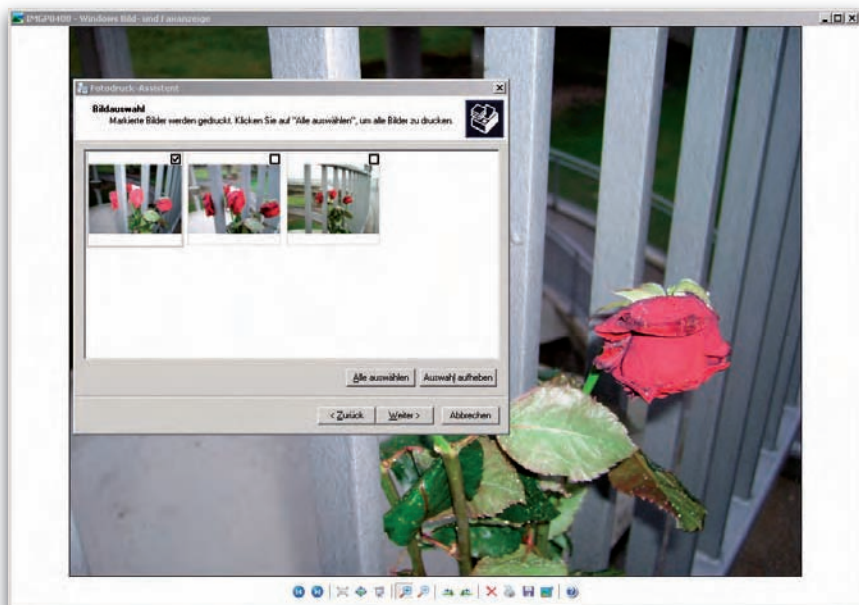 IMGP0400 - Windows Bild- und Faxanzeige
Fotodruck-Assistent
Bildauswahl
Markierte Bilder werden gedruckt. Klicken Sie auf "Alle auswählen", um alle Bilder zu drucken.
Alle auswählen
Auswahl aufheben
< Zurück
Weiter >
Abbrechen